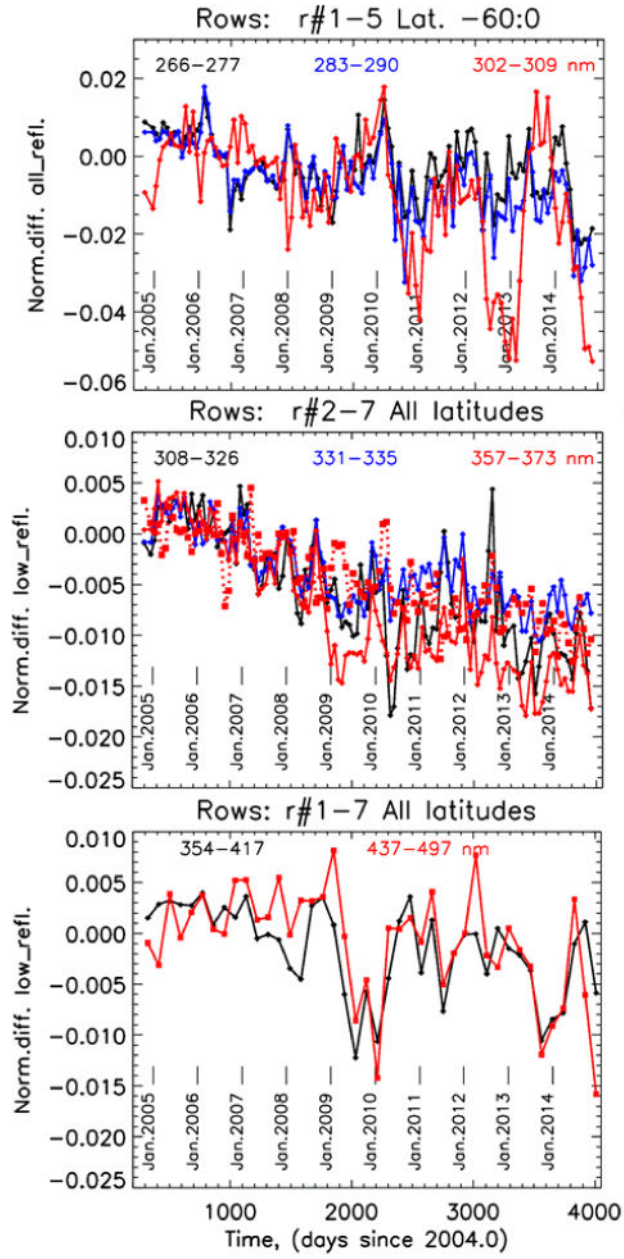 Rows: r#1−5 Lat. −60:0
266−277 283−290 302−309 nm
0.02
0.00
−0.02
−0.04
−0.06
Norm.diff. all_refl.
Jan.2005 Jan.2006 Jan.2007 Jan.2008 Jan.2009 Jan.2010 Jan.2011 Jan.2012 Jan.2013 Jan.2014
Rows: r#2−7 All latitudes
308−326 331−335 357−373 nm
0.010
0.005
0.000
−0.005
−0.010
−0.015
−0.020
−0.025
Norm.diff. low_refl.
Jan.2005 Jan.2006 Jan.2007 Jan.2008 Jan.2009 Jan.2010 Jan.2011 Jan.2012 Jan.2013 Jan.2014
Rows: r#1−7 All latitudes
354−417 437−497 nm
0.010
0.005
0.000
−0.005
−0.010
−0.015
−0.020
−0.025
Norm.diff. low_refl.
Jan.2005 Jan.2006 Jan.2007 Jan.2008 Jan.2009 Jan.2010 Jan.2011 Jan.2012 Jan.2013 Jan.2014
1000 2000 3000 4000
Time, (days since 2004.0)